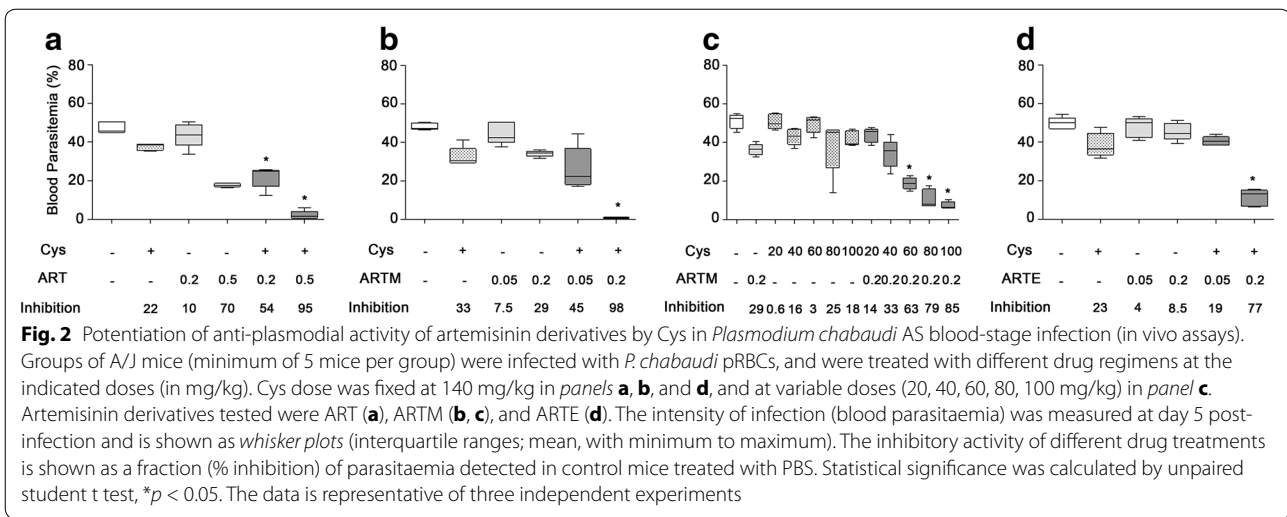 a b c d
80 80 80 80
60 60 60 60
40 40 40 40
20 20 20 20
0 0 0 0
Blood Parasitemia (%)
Cys - + - - + + - + - - + + - - 20 40 60 80 100 20 40 60 80 100 - + - - + +
ART - - 0.2 0.5 0.2 0.5 ARTM - - 0.05 0.2 0.05 0.2 ARTM - 0.2 - - - - - 0.2 0.2 0.2 0.2 0.2 ARTE - - 0.05 0.2 0.05 0.2
Inhibition 22 10 70 54 95 Inhibition 33 7.5 29 45 98 Inhibition 29 0.6 16 3 25 18 14 33 63 79 85 Inhibition 23 4 8.5 19 77
* * * * * * *
Fig. 2 Potentiation of anti-plasmodial activity of artemisinin derivatives by Cys in Plasmodium chabaudi AS blood-stage infection (in vivo assays).
Groups of A/J mice (minimum of 5 mice per group) were infected with P. chabaudi pRBCs, and were treated with different drug regimens at the
indicated doses (in mg/kg). Cys dose was fixed at 140 mg/kg in panels a, b, and d, and at variable doses (20, 40, 60, 80, 100 mg/kg) in panel c.
Artemisinin derivatives tested were ART (a), ARTM (b, c), and ARTE (d). The intensity of infection (blood parasitaemia) was measured at day 5 post-
infection and is shown as whisker plots (interquartile ranges; mean, with minimum to maximum). The inhibitory activity of different drug treatments
is shown as a fraction (% inhibition) of parasitaemia detected in control mice treated with PBS. Statistical significance was calculated by unpaired
student t test, *p < 0.05. The data is representative of three independent experiments